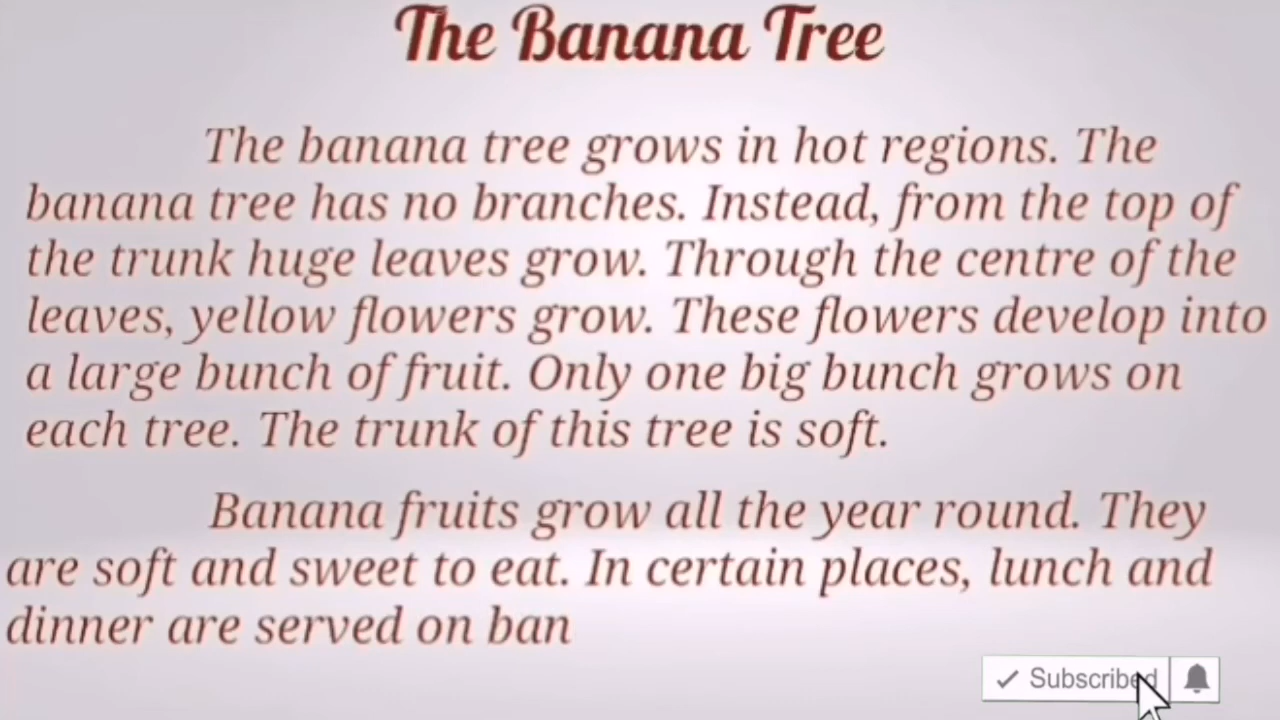 The Banana Tree
The banana tree grows in hot regions. The
banana tree has no branches. Instead, from the top of
the trunk huge leaves grow. Through the centre of the
leaves, yellow flowers grow. These flowers develop into
a large bunch of fruit. Only one big bunch grows on
each tree. The trunk of this tree is soft.
Banana fruits grow all the year round. They
are soft and sweet to eat. In certain places, lunch and
dinner are served on ban
Subscribed